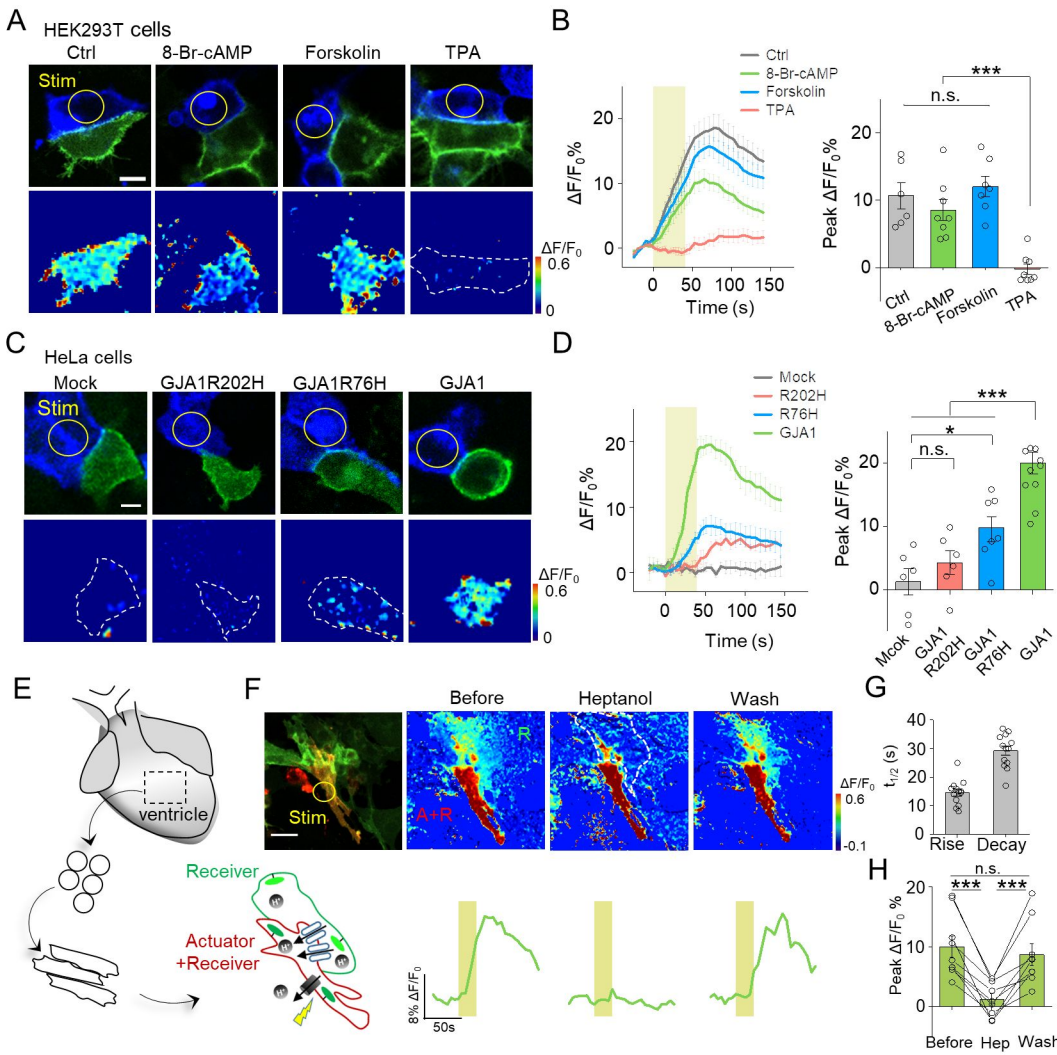 A
HEK293T cells
Ctrl
8-Br-cAMP
Forskolin
TPA
Stim
ΔF/F0
0.6
0
B
Ctrl
8-Br-cAMP
Forskolin
TPA
ΔF/F0%
20
10
0
0
50
100
150
Time (s)
***
n.s.
Peak ΔF/F0%
20
10
0
Ctrl
8-Br-cAMP
Forskolin
TPA
C
HeLa cells
Mock
GJA1R202H
GJA1R76H
GJA1
Stim
ΔF/F0
0.6
0
D
Mock
R202H
R76H
GJA1
ΔF/F0%
20
10
0
0
50
100
150
Time (s)
***
*
n.s.
Peak ΔF/F0 %
20
10
0
Mcok
GJA1
R202H
GJA1
R76H
GJA1
E
ventricle
Receiver
Actuator
+Receiver
H+
H+
H+
H+
F
Before
Heptanol
Wash
Stim
R
A+R
ΔF/F0
0.6
-0.1
8% ΔF/F0
50s
G
t1/2 (s)
40
30
20
10
0
Rise
Decay
H
n.s.
***
***
Peak ΔF/F0 %
20
10
0
Before
Hep
Wash